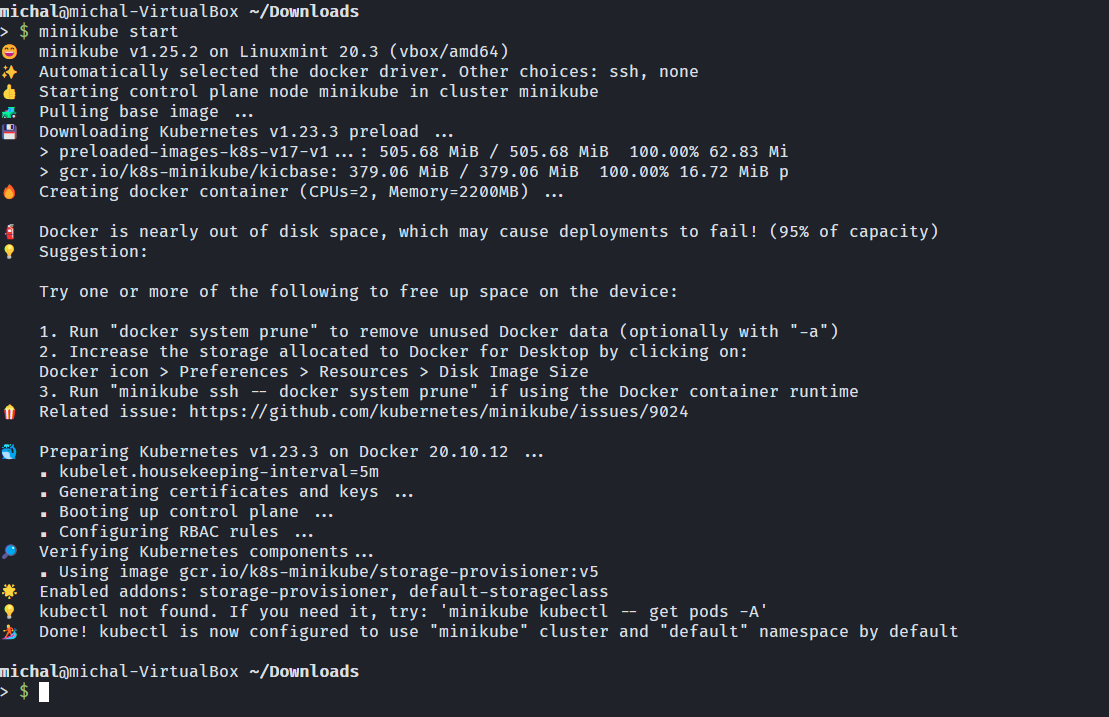 michal@michal-VirtualBox ~/Downloads
> $ minikube start
😄 minikube v1.25.2 on Linuxmint 20.3 (vbox/amd64)
✨ Automatically selected the docker driver. Other choices: ssh, none
👍 Starting control plane node minikube in cluster minikube
🚜 Pulling base image ...
💾 Downloading Kubernetes v1.23.3 preload ...
> preloaded-images-k8s-v17-v1...: 505.68 MiB / 505.68 MiB 100.00% 62.83 Mi
> gcr.io/k8s-minikube/kicbase: 379.06 MiB / 379.06 MiB 100.00% 16.72 MiB p
🔥 Creating docker container (CPUs=2, Memory=2200MB) ...
🧯 Docker is nearly out of disk space, which may cause deployments to fail! (95% of capacity)
💡 Suggestion:
Try one or more of the following to free up space on the device:
1. Run "docker system prune" to remove unused Docker data (optionally with "-a")
2. Increase the storage allocated to Docker for Desktop by clicking on:
Docker icon > Preferences > Resources > Disk Image Size
3. Run "minikube ssh -- docker system prune" if using the Docker container runtime
🍿 Related issue: https://github.com/kubernetes/minikube/issues/9024
🐳 Preparing Kubernetes v1.23.3 on Docker 20.10.12 ...
▪ kubelet.housekeeping-interval=5m
▪ Generating certificates and keys ...
▪ Booting up control plane ...
▪ Configuring RBAC rules ...
🔎 Verifying Kubernetes components...
▪ Using image gcr.io/k8s-minikube/storage-provisioner:v5
🌟 Enabled addons: storage-provisioner, default-storageclass
💡 kubectl not found. If you need it, try: 'minikube kubectl -- get pods -A'
🏄 Done! kubectl is now configured to use "minikube" cluster and "default" namespace by default
michal@michal-VirtualBox ~/Downloads
> $